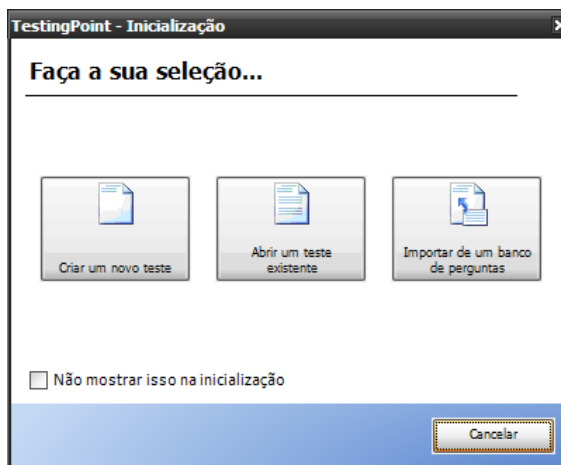 TestingPoint - Inicialização
Faça a sua seleção...
Criar um novo teste
Abrir um teste
existente
Importar de um banco
de perguntas
Não mostrar isso na inicialização
Cancelar